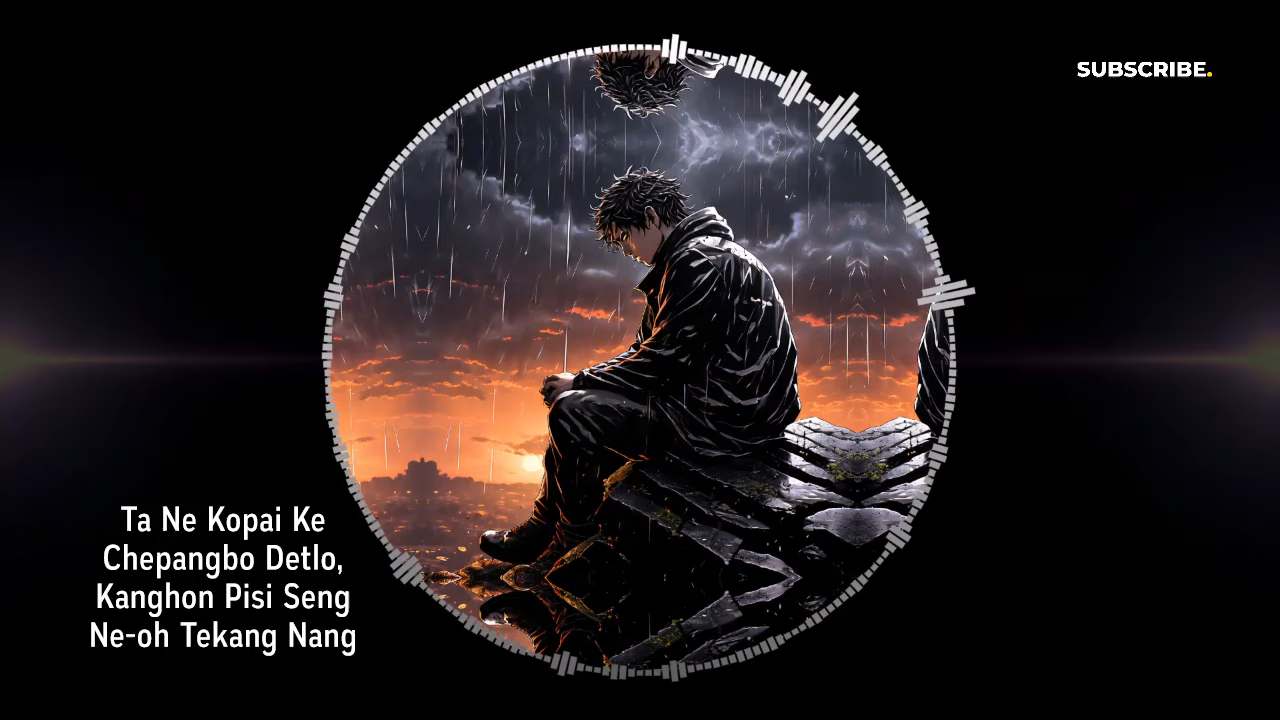 SUBSCRIBE.
Ta Ne Kopai Ke
Chepangbo Detlo,
Kanghon Pisi Seng
Ne-oh Tekang Nang